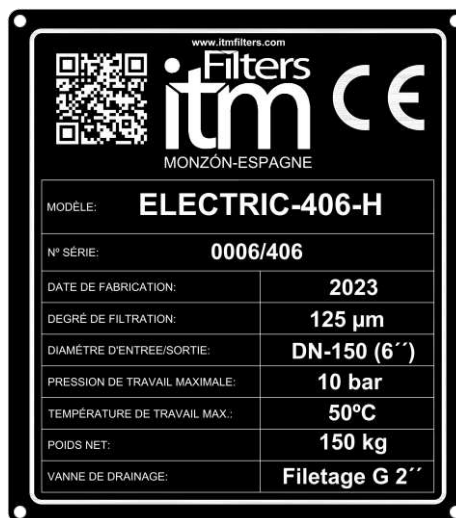 www.itmfilters.com
Filters
itm
CE
MONZÓN-ESPAGNE
MODÈLE: ELECTRIC-406-H
Nº SÉRIE: 0006/406
DATE DE FABRICATION: 2023
DEGRÉ DE FILTRATION: 125 µm
DIAMÉTRE D'ENTREE/SORTIE: DN-150 (6´´)
PRESSION DE TRAVAIL MAXIMALE: 10 bar
TEMPÉRATURE DE TRAVAIL MAX.: 50ºC
POIDS NET: 150 kg
VANNE DE DRAINAGE: Filetage G 2´´